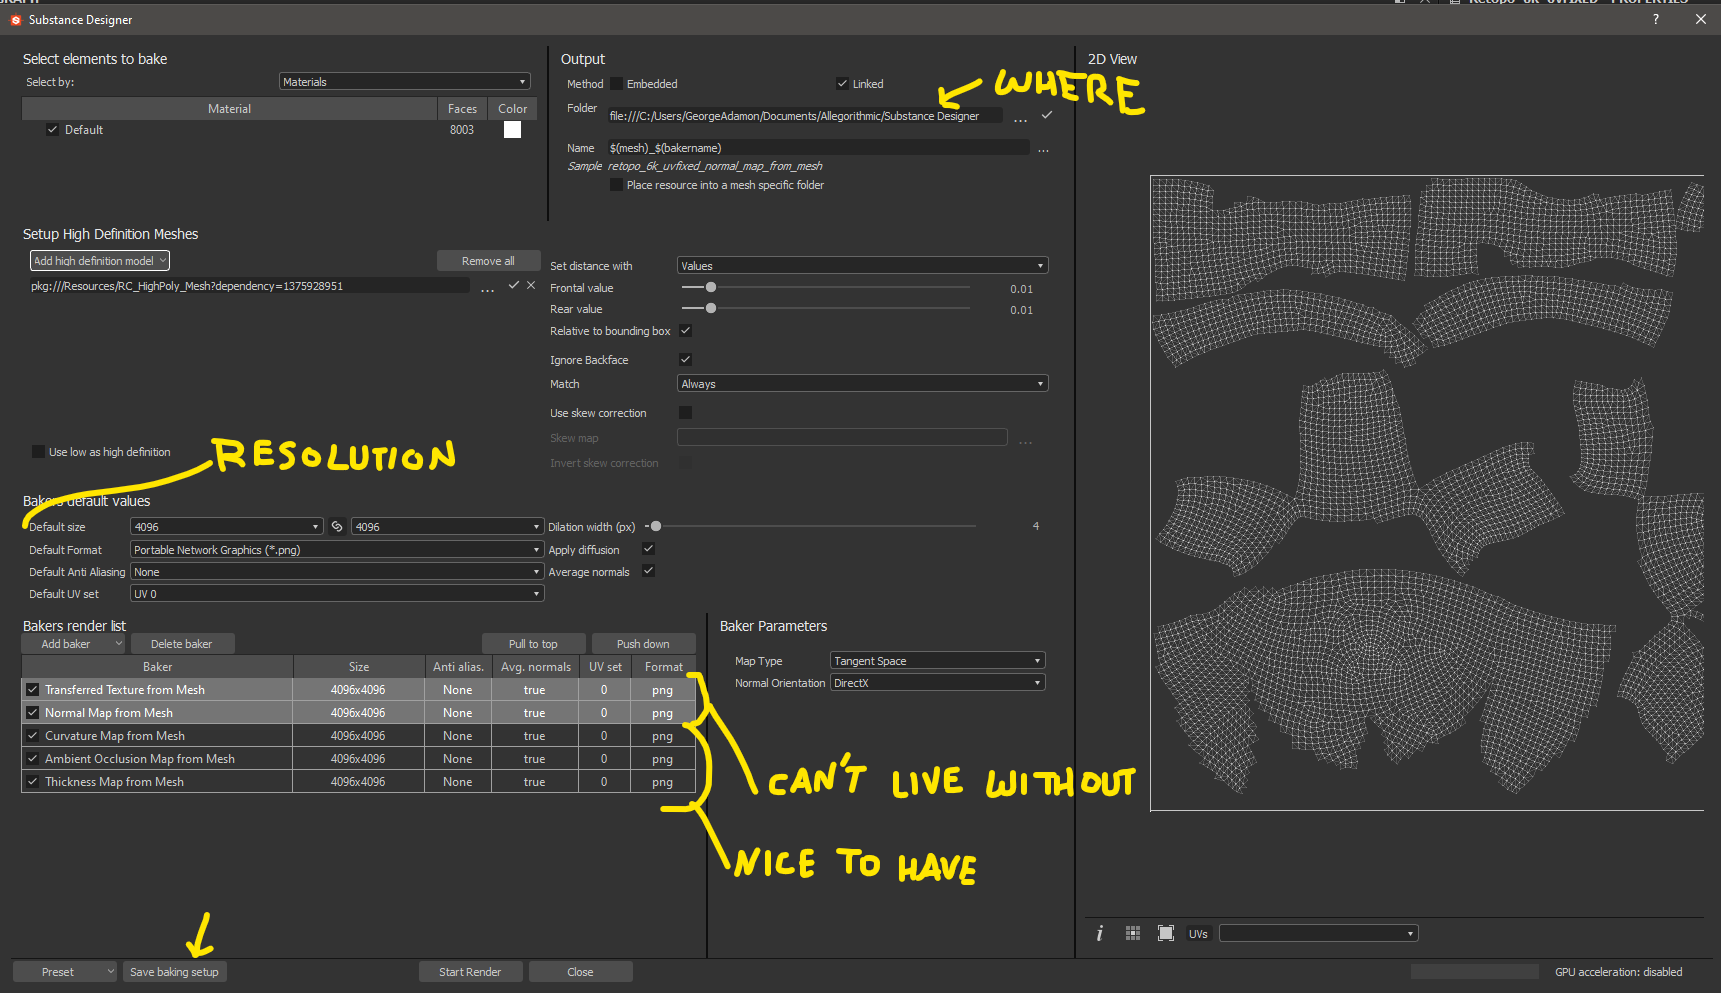 Substance Designer
?
Select elements to bake
Select by:
Materials
Material
Faces
Color
Default
8003
Output
Method
Embedded
Linked
WHERE
Folder
file:///C:/Users/GeorgeAdamon/Documents/Allegorithmic/Substance Designer
...
Name
$(mesh)_$(bakername)
...
Sample retopo_6k_uvfixed_normal_map_from_mesh
Place resource into a mesh specific folder
2D View
Setup High Definition Meshes
Add high definition model
Remove all
pkg:///Resources/RC_HighPoly_Mesh?dependency=1375928951
...
Set distance with
Values
Frontal value
0.01
Rear value
0.01
Relative to bounding box
Ignore Backface
Match
Always
Use skew correction
Skew map
...
Invert skew correction
Use low as high definition
RESOLUTION
Bakers default values
Default size
4096
4096
Dilation width (px)
4
Default Format
Portable Network Graphics (*.png)
Apply diffusion
Default Anti Aliasing
None
Average normals
Default UV set
UV 0
Bakers render list
Add baker
Delete baker
Pull to top
Push down
Baker
Size
Anti alias.
Avg. normals
UV set
Format
Transferred Texture from Mesh
4096x4096
None
true
0
png
Normal Map from Mesh
4096x4096
None
true
0
png
Curvature Map from Mesh
4096x4096
None
true
0
png
Ambient Occlusion Map from Mesh
4096x4096
None
true
0
png
Thickness Map from Mesh
4096x4096
None
true
0
png
Baker Parameters
Map Type
Tangent Space
Normal Orientation
DirectX
CAN'T LIVE WITHOUT
NICE TO HAVE
i
UVs
Preset
Save baking setup
Start Render
Close
GPU acceleration: disabled